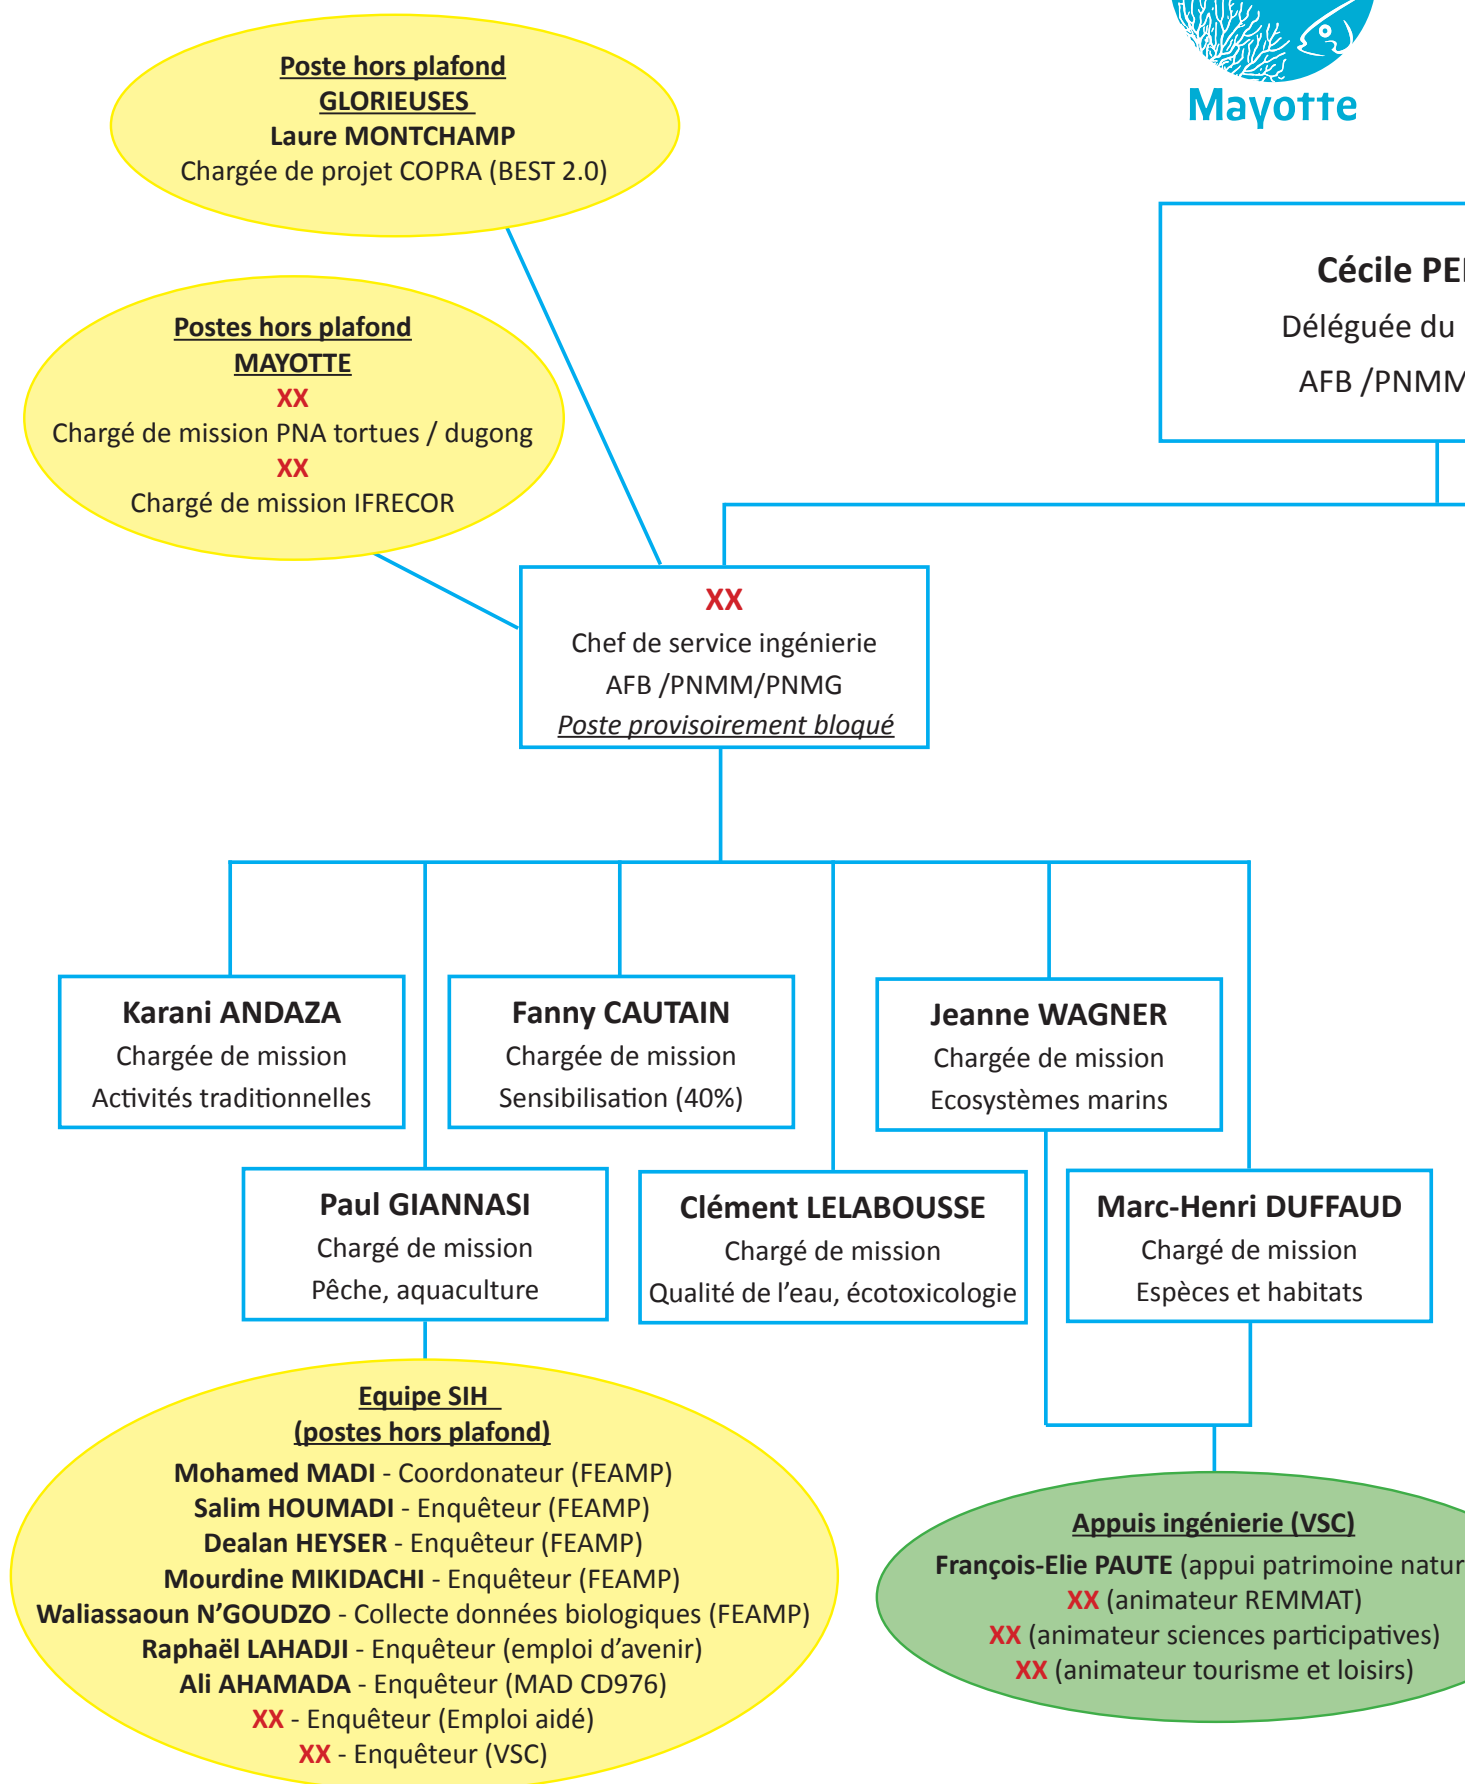 Mayotte
Poste hors plafond
GLORIEUSES
Laure MONTCHAMP
Chargée de projet COPRA (BEST 2.0)
Cécile
Déléguée du
AFB /PNMM
Postes hors plafond
MAYOTTE
XX
Chargé de mission PNA tortues / dugong
XX
Chargé de mission IFRECOR
XX
Chef de service ingénierie
AFB /PNMM/PNMG
Poste provisoirement bloqué
Karani ANDAZA
Chargée de mission
Activités traditionnelles
Fanny CAUTAIN
Chargée de mission
Sensibilisation (40%)
Jeanne WAGNER
Chargée de mission
Ecosystèmes marins
Paul GIANNASI
Chargé de mission
Pêche, aquaculture
Clément LELABOUSSE
Chargé de mission
Qualité de l’eau, écotoxicologie
Marc-Henri DUFFAUD
Chargé de mission
Espèces et habitats
Equipe SIH
(postes hors plafond)
Mohamed MADI - Coordonateur (FEAMP)
Salim HOUMADI - Enquêteur (FEAMP)
Dealan HEYSER - Enquêteur (FEAMP)
Mourdine MIKIDACHI - Enquêteur (FEAMP)
Waliassaoun N’GOUDZO - Collecte données biologiques (FEAMP)
Raphaël LAHADJI - Enquêteur (emploi d’avenir)
Ali AHAMADA - Enquêteur (MAD CD976)
XX - Enquêteur (Emploi aidé)
XX - Enquêteur (VSC)
Appuis ingénierie (VSC)
François-Elie PAUTE (appui patrimoine
XX (animateur REMMAT)
XX (animateur sciences participatives)
XX (animateur tourisme et loisirs)